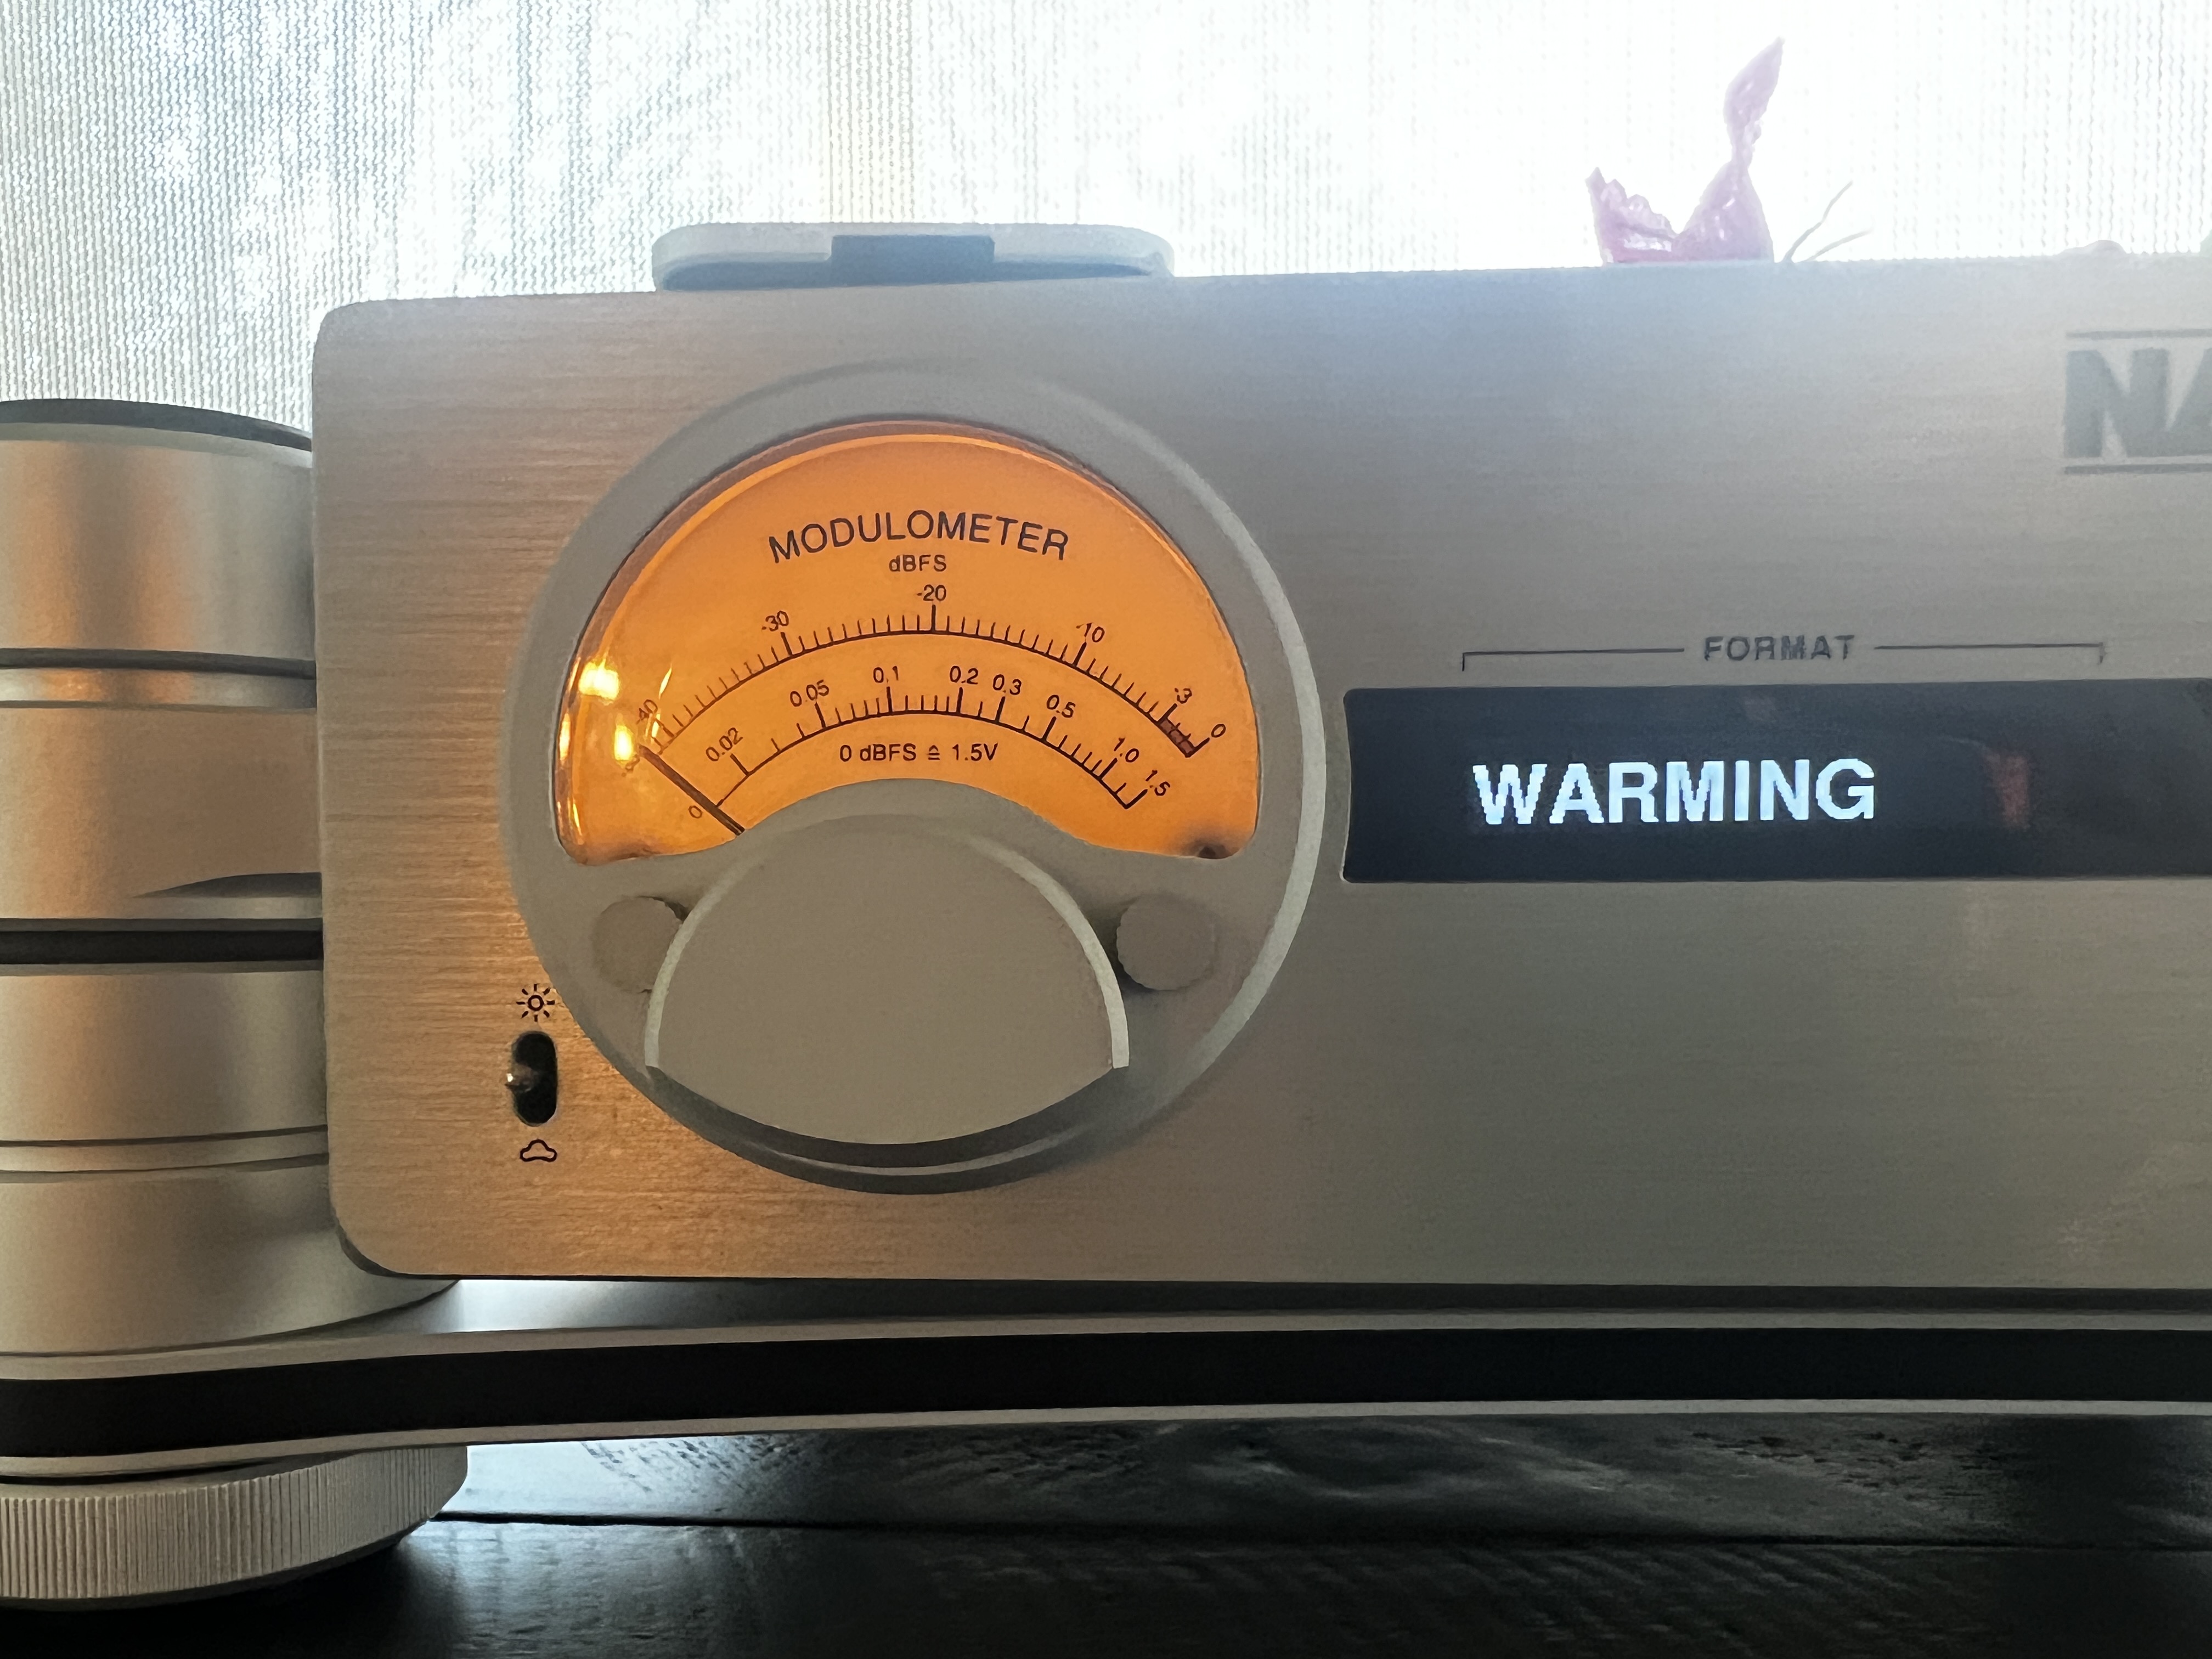 NA
MODULOMETER
dBFS
-40 -30 -20 -10 -3 0
-∞
0 0.02 0.05 0.1 0.2 0.3 0.5 1.0 1.5
0 dBFS ≙ 1.5V
FORMAT
WARMING